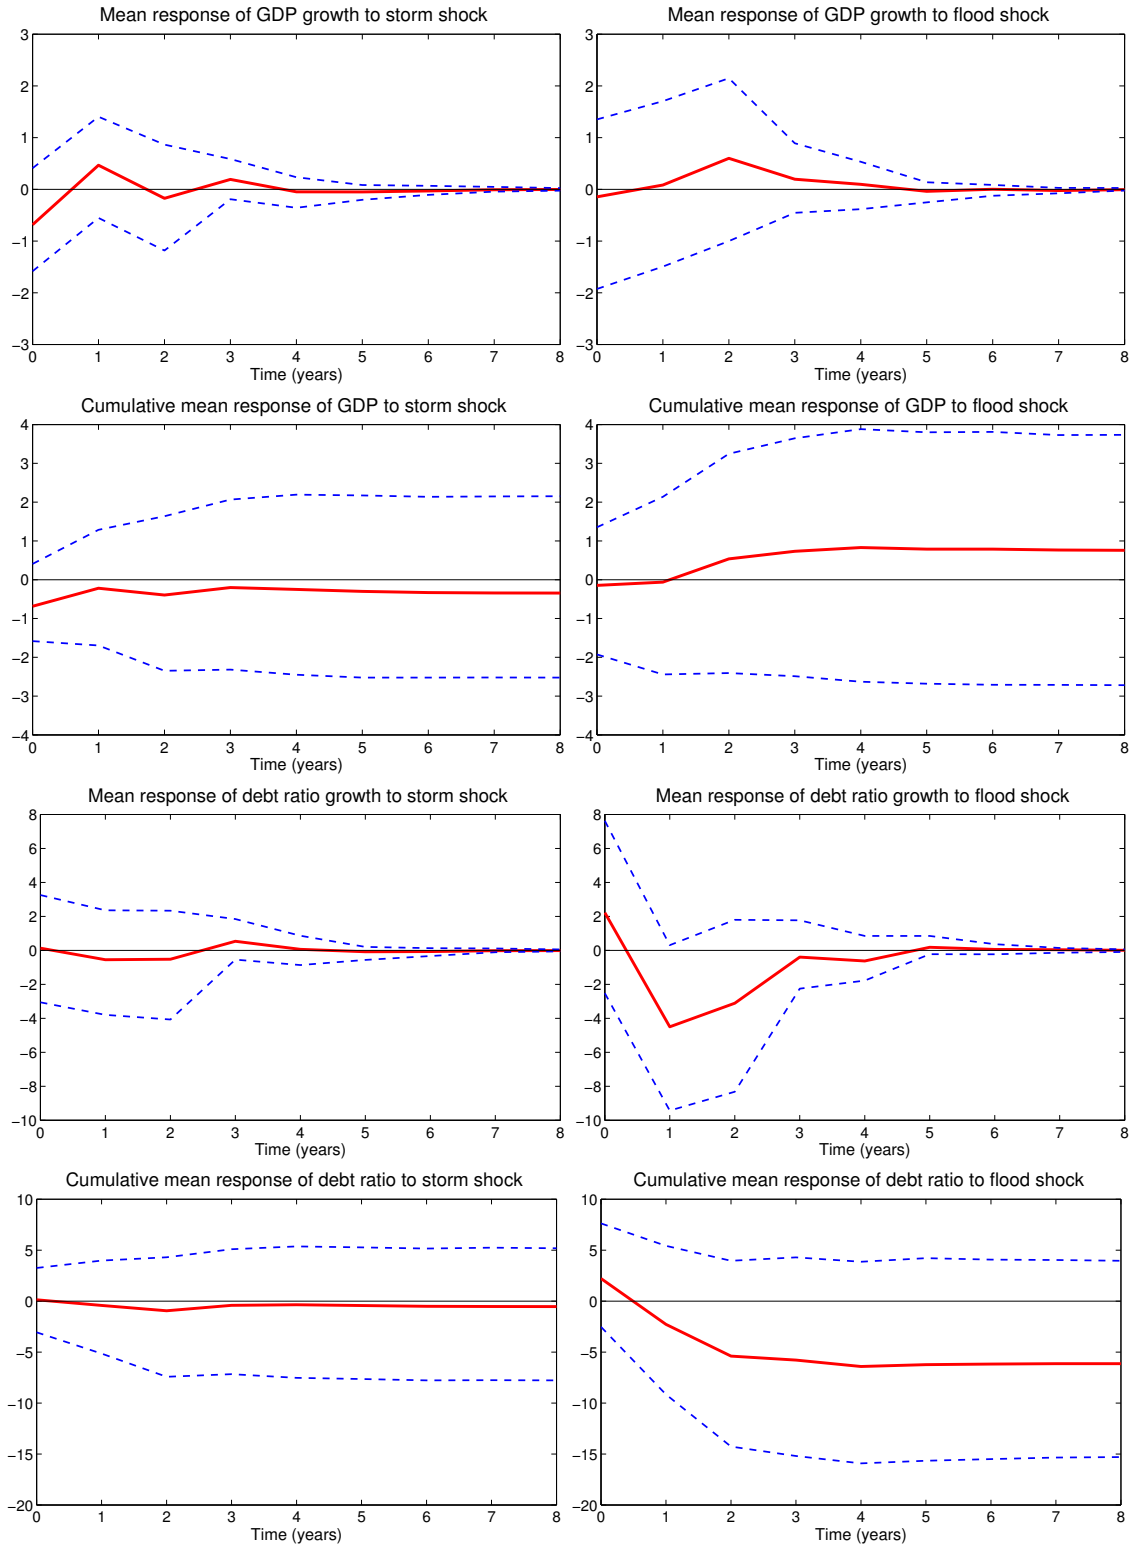 Mean response of GDP growth to storm shock
3
2
1
0
−1
−2
−3
0 1 2 3 4 5 6 7 8
Time (years)
Mean response of GDP growth to flood shock
3
2
1
0
−1
−2
−3
0 1 2 3 4 5 6 7 8
Time (years)
Cumulative mean response of GDP to storm shock
4
3
2
1
0
−1
−2
−3
−4
0 1 2 3 4 5 6 7 8
Time (years)
Cumulative mean response of GDP to flood shock
4
3
2
1
0
−1
−2
−3
−4
0 1 2 3 4 5 6 7 8
Time (years)
Mean response of debt ratio growth to storm shock
8
6
4
2
0
−2
−4
−6
−8
−10
0 1 2 3 4 5 6 7 8
Time (years)
Mean response of debt ratio growth to flood shock
8
6
4
2
0
−2
−4
−6
−8
−10
0 1 2 3 4 5 6 7 8
Time (years)
Cumulative mean response of debt ratio to storm shock
10
5
0
−5
−10
−15
−20
0 1 2 3 4 5 6 7 8
Time (years)
Cumulative mean response of debt ratio to flood shock
10
5
0
−5
−10
−15
−20
0 1 2 3 4 5 6 7 8
Time (years)